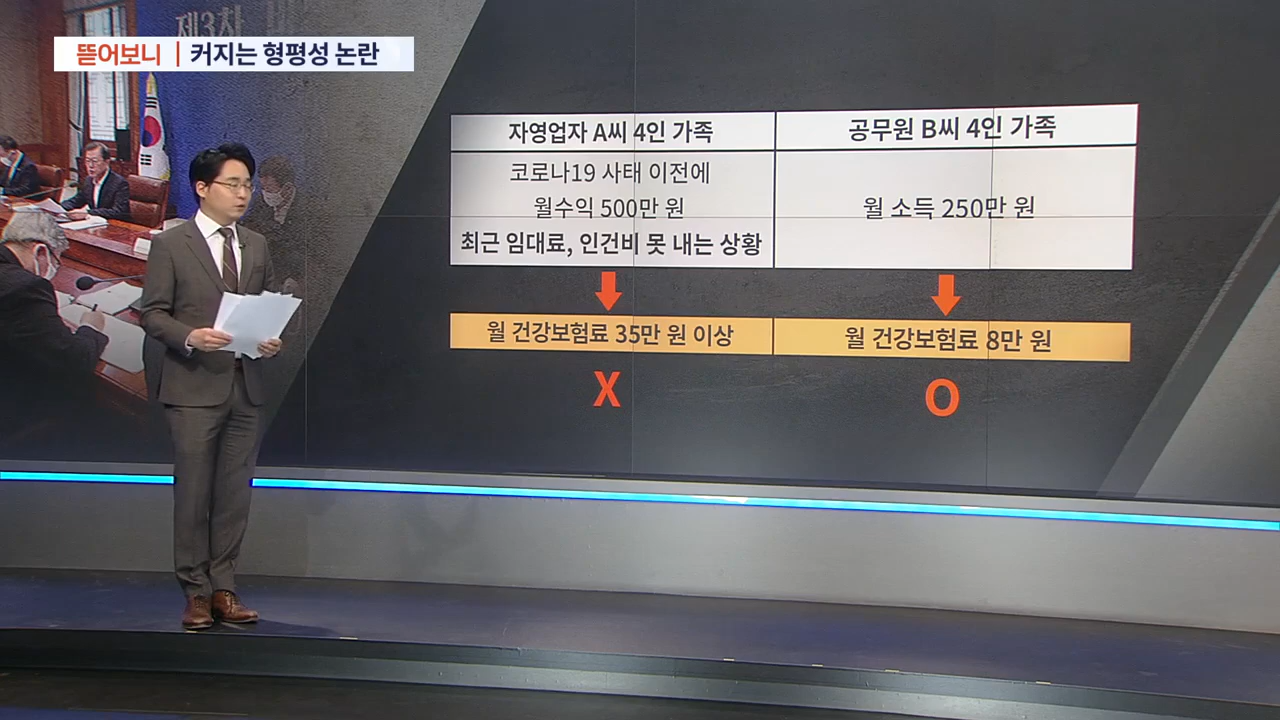 제3차 비
뜯어보니 | 커지는 형평성 논란
자영업자 A씨 4인 가족
공무원 B씨 4인 가족
코로나19 사태 이전에
월수익 500만 원
최근 임대료, 인건비 못 내는 상황
월 소득 250만 원
월 건강보험료 35만 원 이상
월 건강보험료 8만 원
X
O